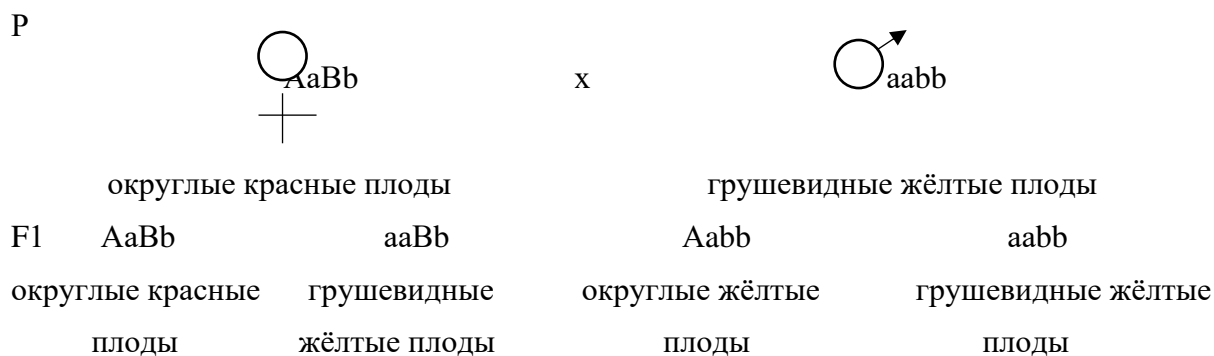 P
AaBb x aabb
округлые красные плоды грушевидные жёлтые плоды
F1 AaBb aaBb Aabb aabb
округлые красные грушевидные округлые жёлтые грушевидные жёлтые
плоды жёлтые плоды плоды плоды